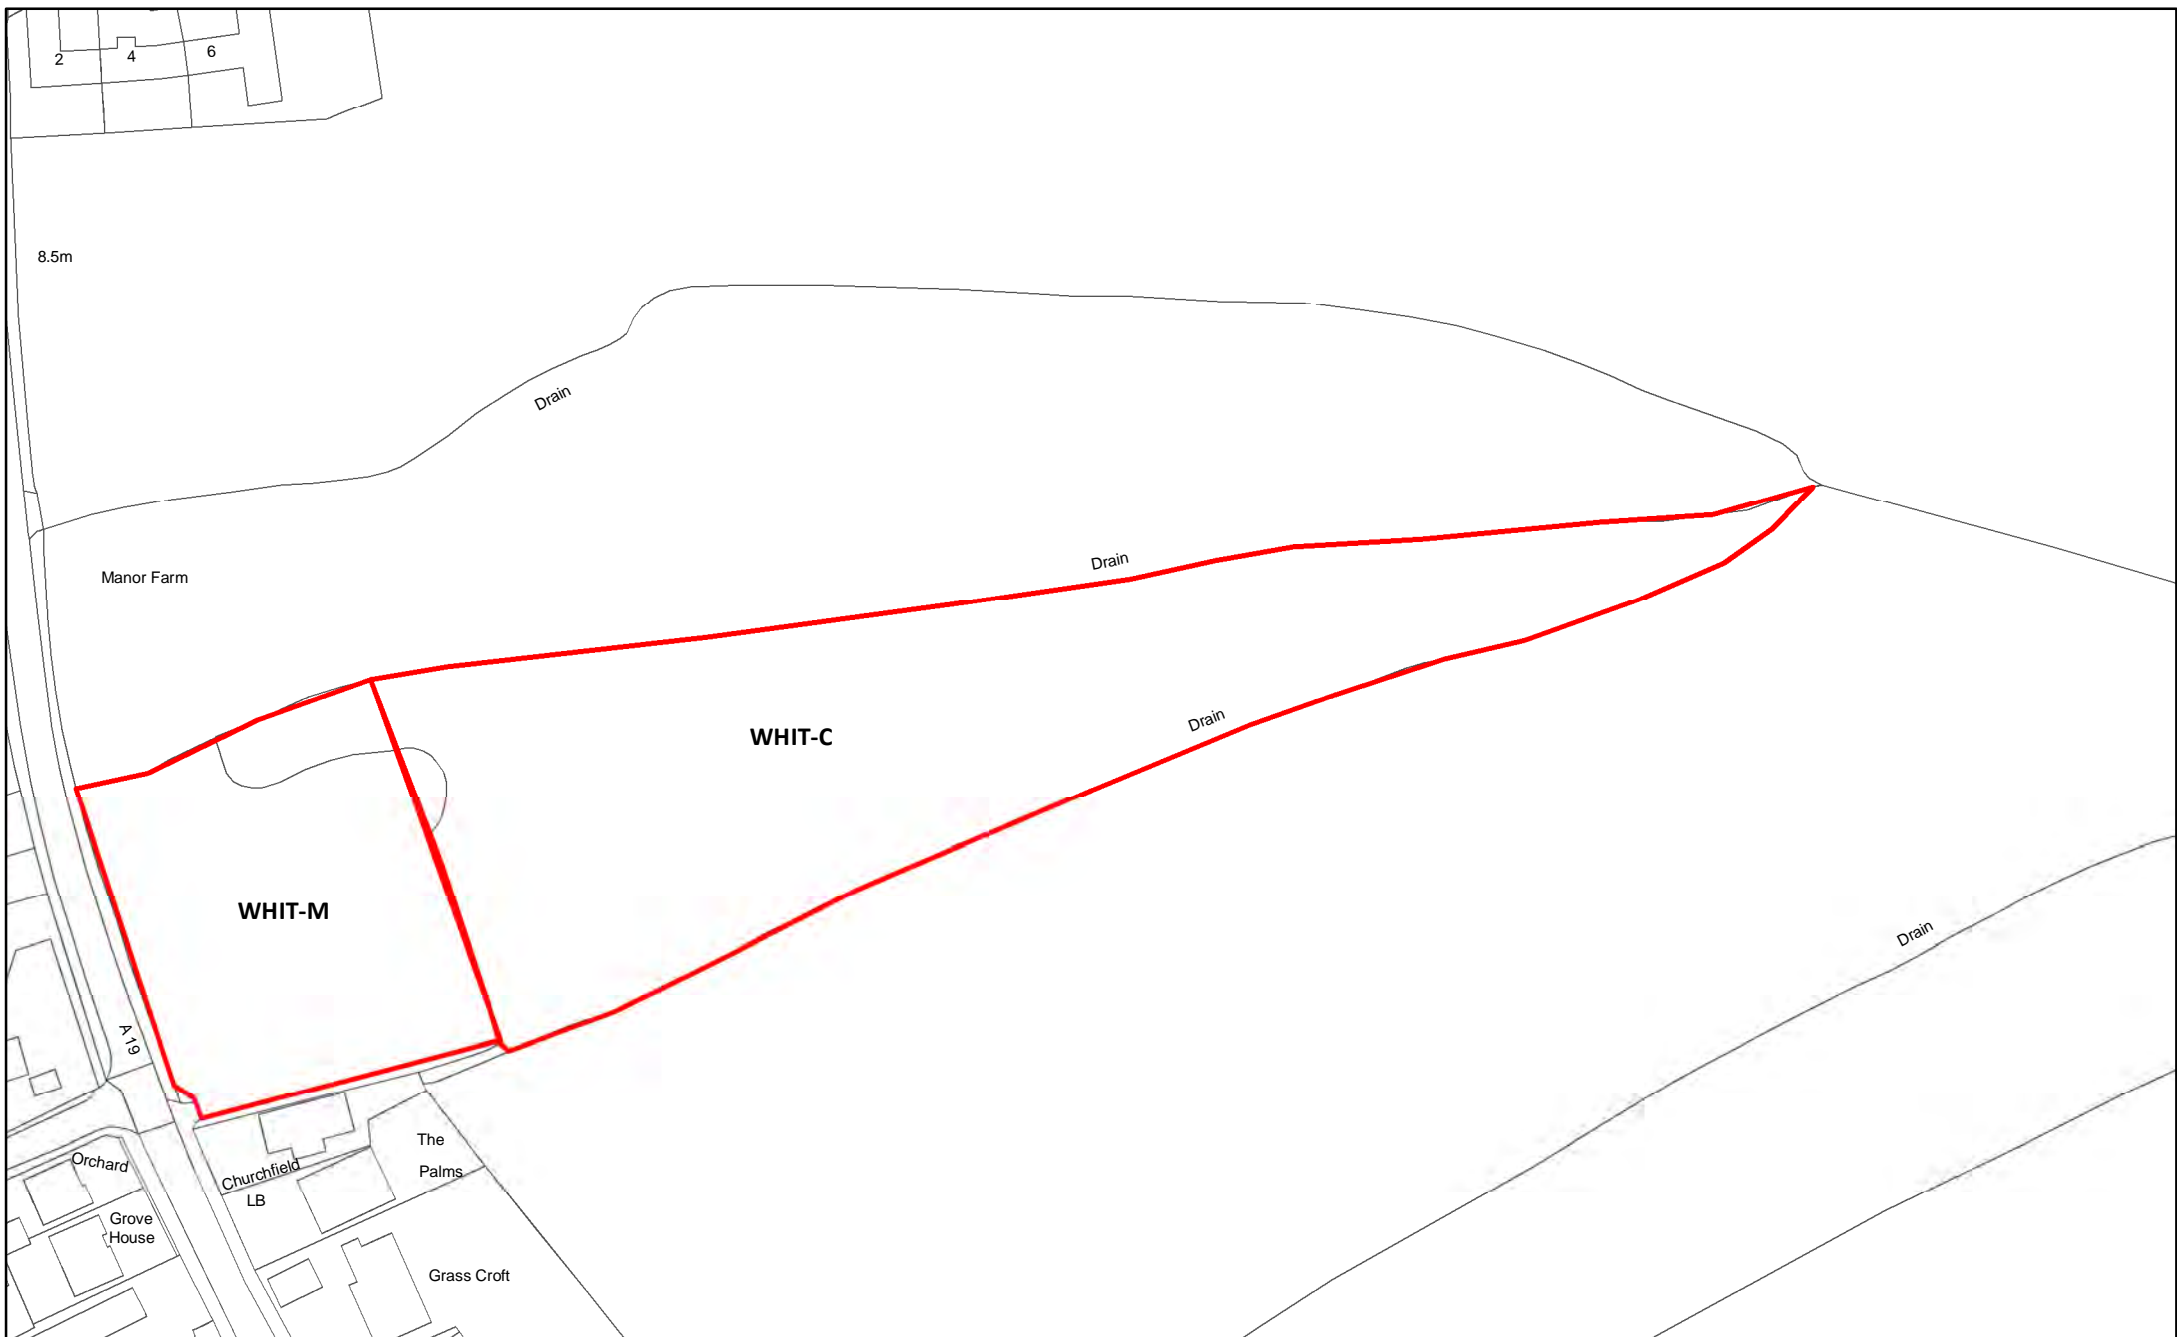 2
4
6
8.5m
Drain
Manor Farm
Drain
WHIT-C
Drain
WHIT-M
Drain
A 19
Orchard
Churchfield
The
Palms
LB
Grove
House
Grass Croft